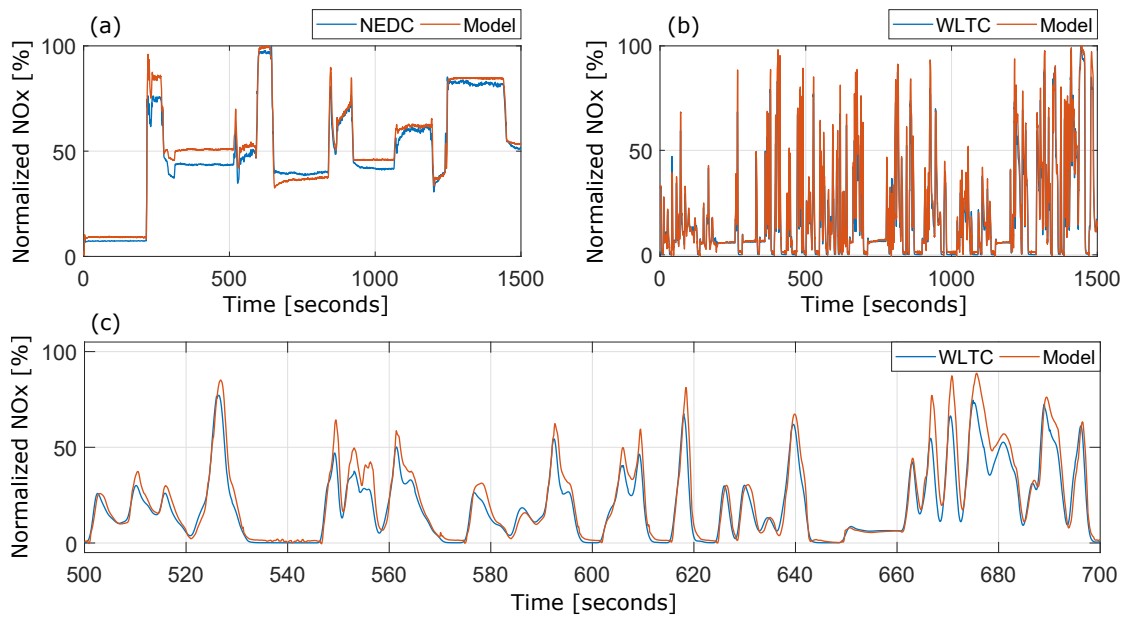 (a)
NEDC Model
Normalized NOx [%]
100
50
0
0 500 1000 1500
Time [seconds]
(b)
WLTC Model
Normalized NOx [%]
100
50
0
0 500 1000 1500
Time [seconds]
(c)
WLTC Model
Normalized NOx [%]
100
50
0
500 520 540 560 580 600 620 640 660 680 700
Time [seconds]